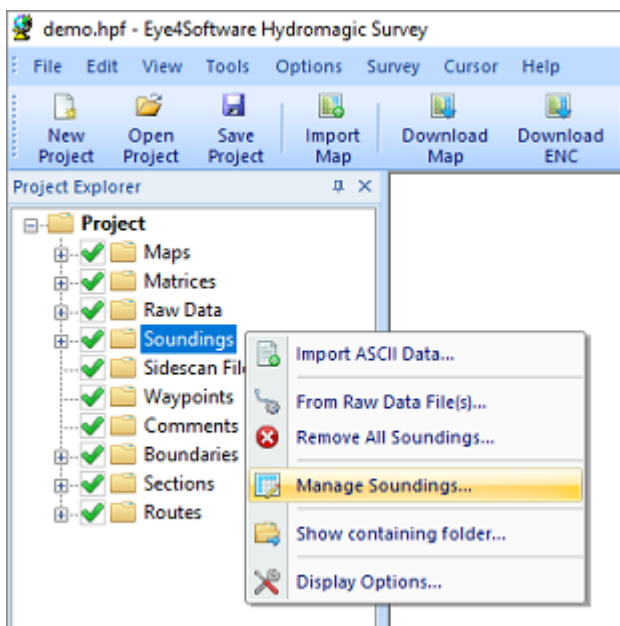 demo.hpf - Eye4Software Hydromagic Survey
File Edit View Tools Options Survey Cursor Help
New Project Open Project Save Project Import Map Download Map Download ENC
Project Explorer
Project
Maps
Matrices
Raw Data
Soundings
Sidescan Fil
Waypoints
Comments
Boundaries
Sections
Routes
Import ASCII Data...
From Raw Data File(s)...
Remove All Soundings...
Manage Soundings...
Show containing folder...
Display Options...